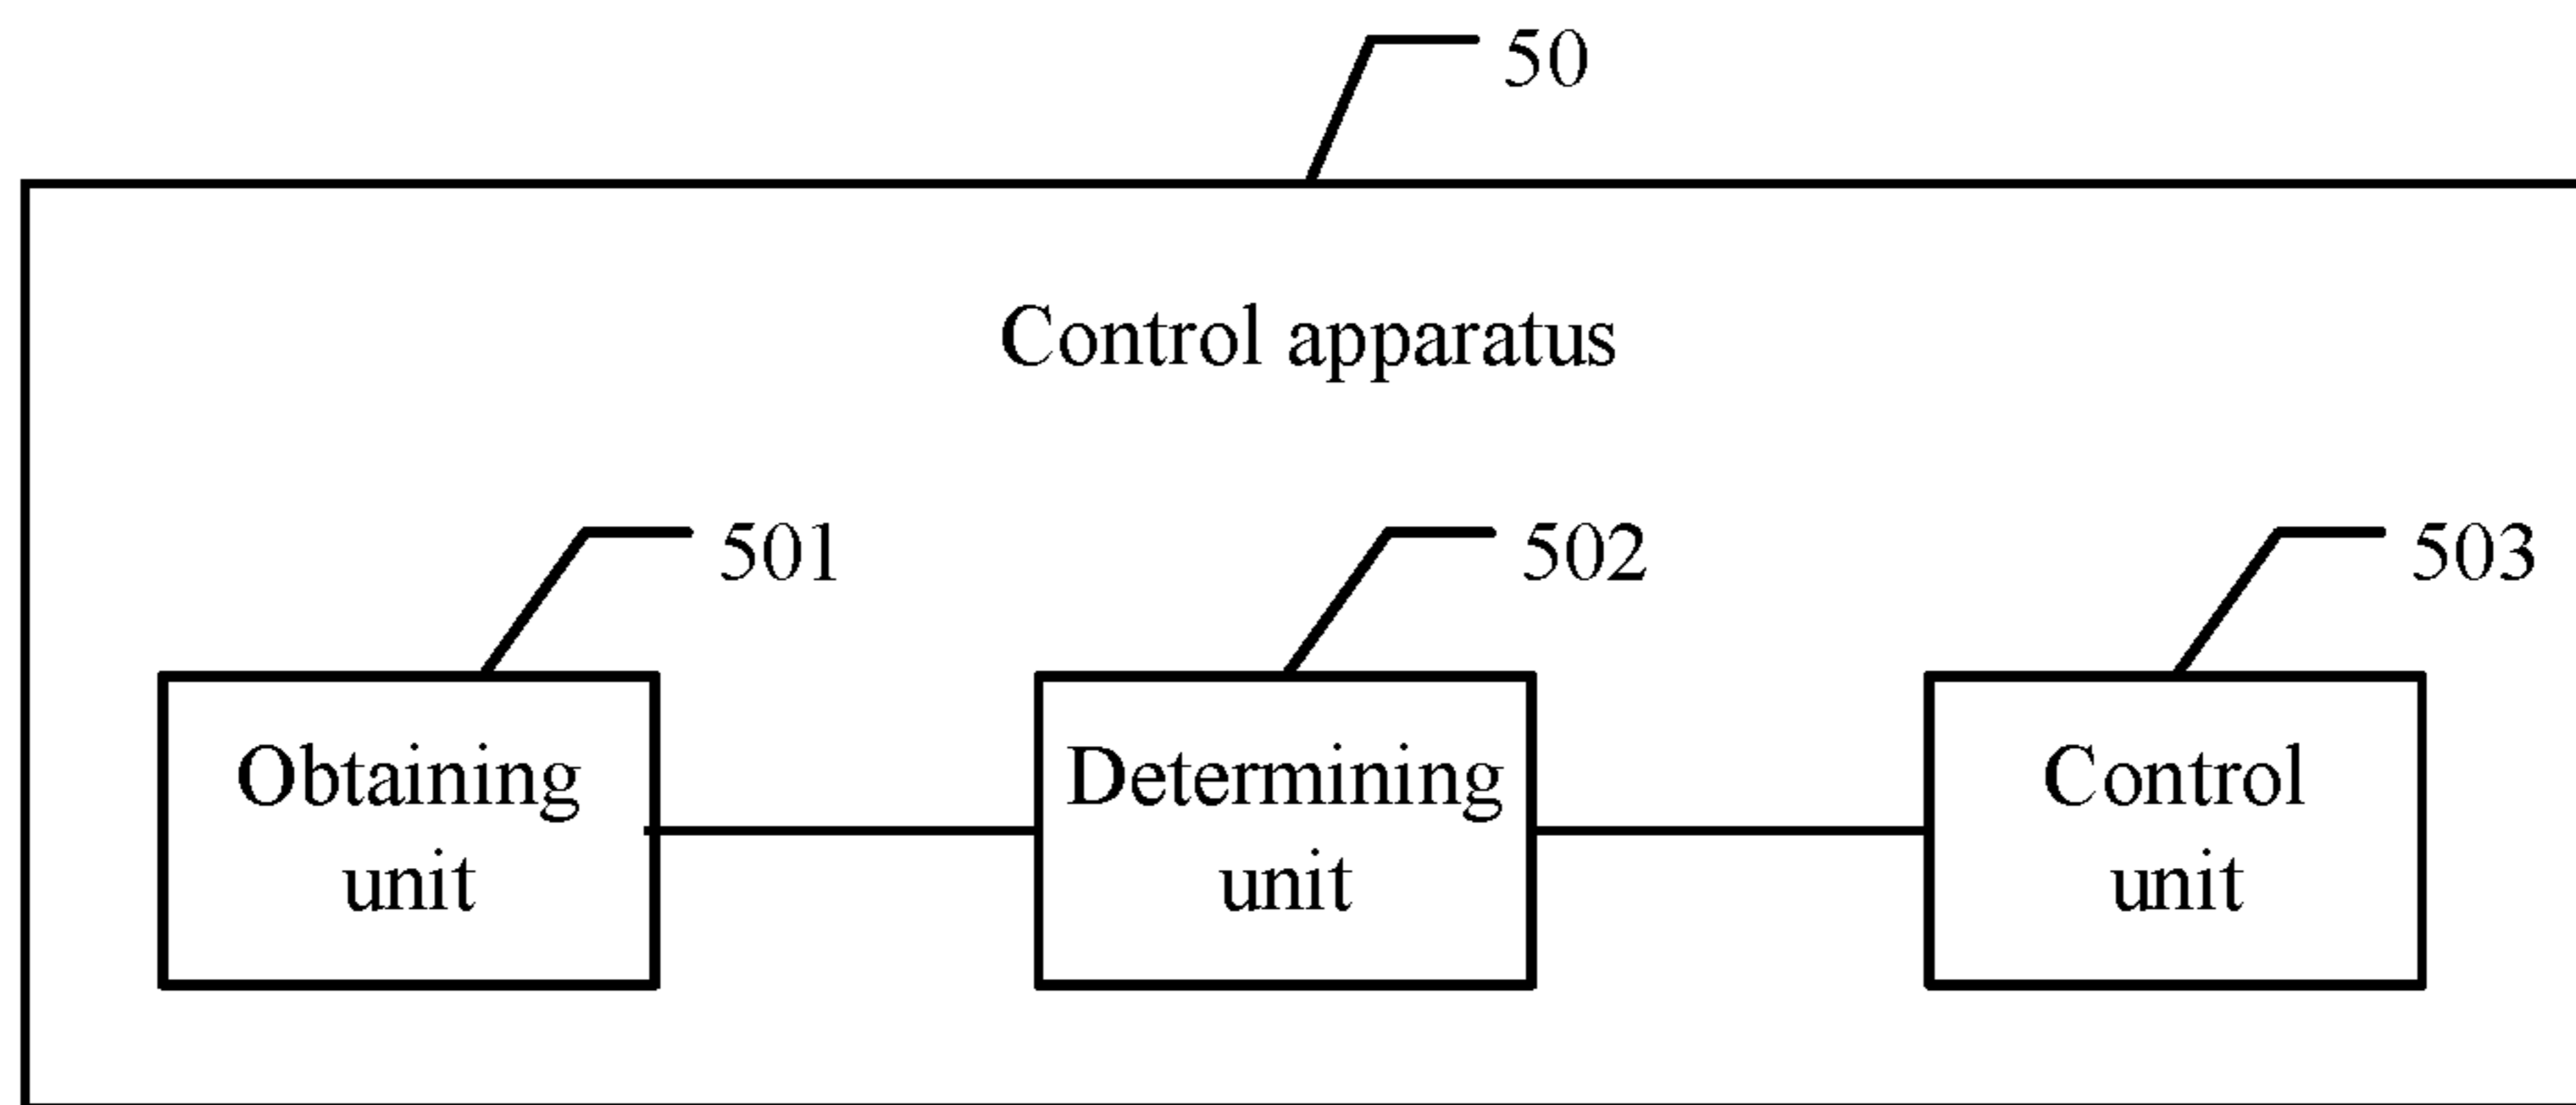 50
Control apparatus
501
502
503
Obtaining
unit
Determining
unit
Control
unit